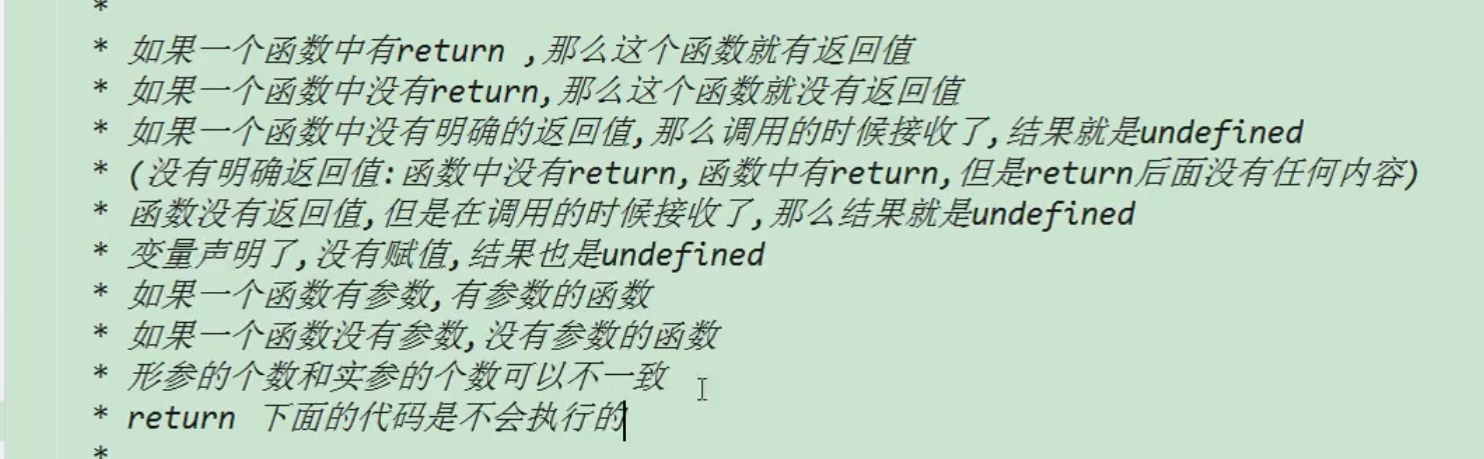 *
* 如果一个函数中有return ,那么这个函数就有返回值
* 如果一个函数中没有return,那么这个函数就没有返回值
* 如果一个函数中没有明确的返回值,那么调用的时候接收了,结果就是undefined
* (没有明确返回值:函数中没有return,函数中有return,但是return后面没有任何内容)
* 函数没有返回值,但是在调用的时候接收了,那么结果就是undefined
* 变量声明了,没有赋值,结果也是undefined
* 如果一个函数有参数,有参数的函数
* 如果一个函数没有参数,没有参数的函数
* 形参的个数和实参的个数可以不一致
* return 下面的代码是不会执行的
*